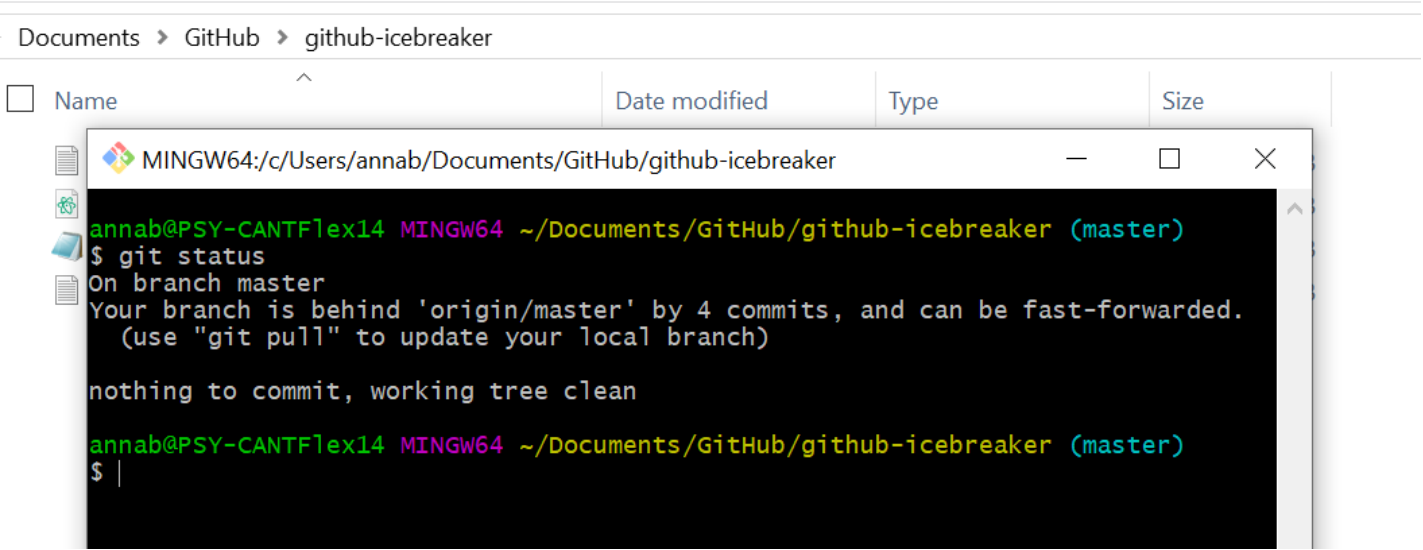 Documents > GitHub > github-icebreaker
Name Date modified Type Size
MINGW64:/c/Users/annab/Documents/GitHub/github-icebreaker
annab@PSY-CANTFlex14 MINGW64 ~/Documents/GitHub/github-icebreaker (master)
$ git status
On branch master
Your branch is behind 'origin/master' by 4 commits, and can be fast-forwarded.
  (use "git pull" to update your local branch)
nothing to commit, working tree clean
annab@PSY-CANTFlex14 MINGW64 ~/Documents/GitHub/github-icebreaker (master)
$